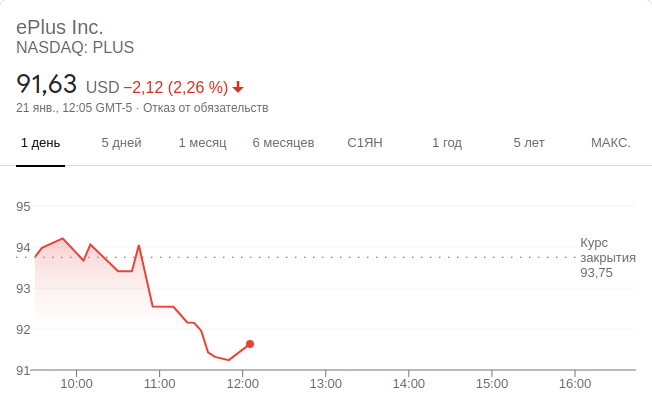 ePlus Inc.
NASDAQ: PLUS
91,63 USD −2,12 (2,26 %)
21 янв., 12:05 GMT-5 · Отказ от обязательств
1 день 5 дней 1 месяц 6 месяцев С1ЯН 1 год 5 лет МАКС.
95
94
93
92
91
Курс
закрытия
93,75
10:00 11:00 12:00 13:00 14:00 15:00 16:00